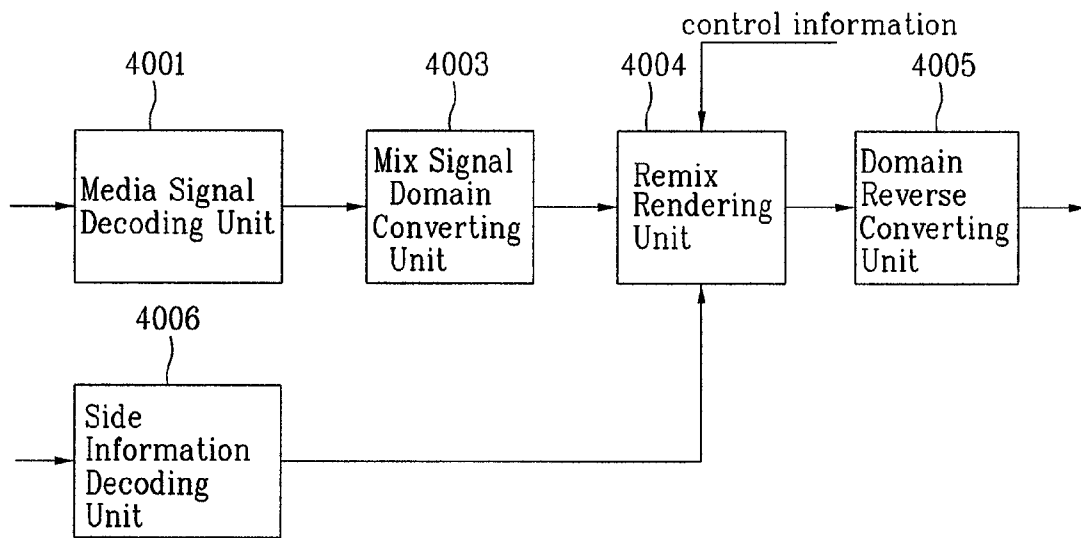 control information
4001
4003
4004
4005
Media Signal
Decoding Unit
Mix Signal
Domain
Converting
Unit
Remix
Rendering
Unit
Domain
Reverse
Converting
Unit
4006
Side
Information
Decoding
Unit